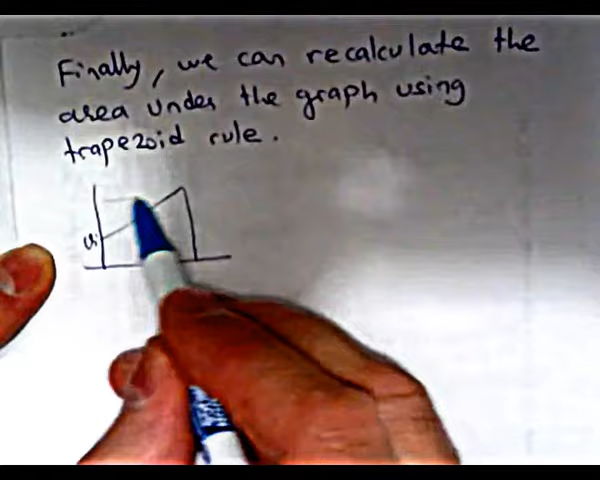 Finally, we can recalculate the
area under the graph using
trapezoid rule.